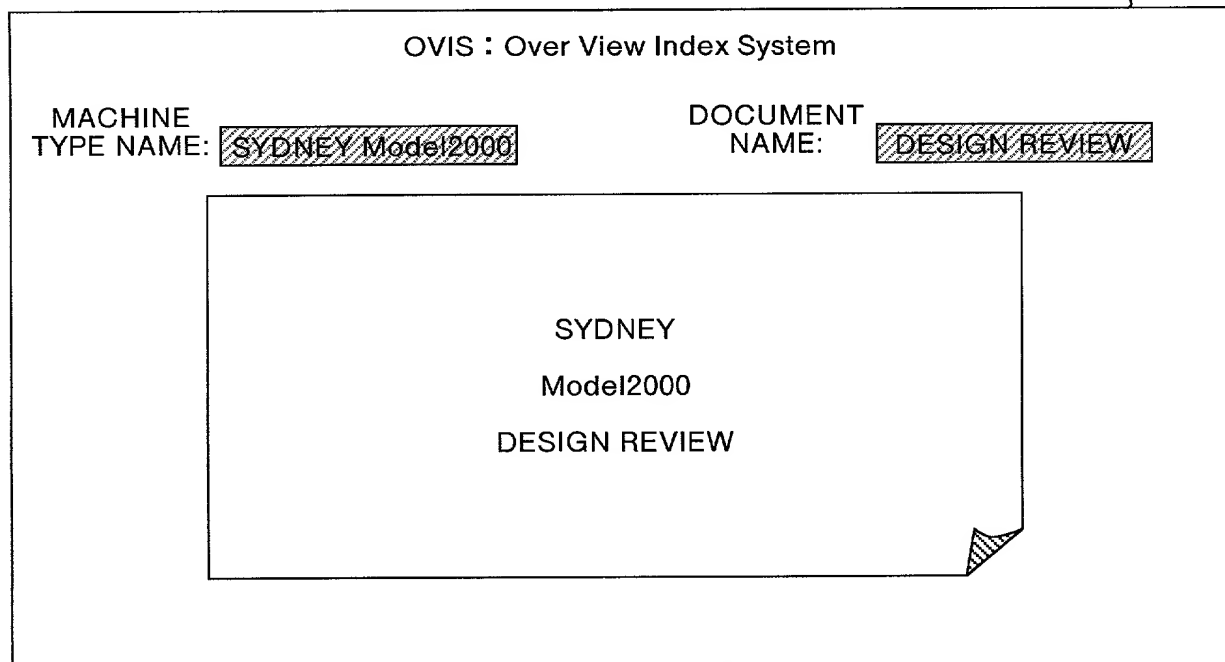 OVIS : Over View Index System
MACHINE
TYPE NAME: SYDNEY Model2000
DOCUMENT
NAME: DESIGN REVIEW
SYDNEY
Model2000
DESIGN REVIEW